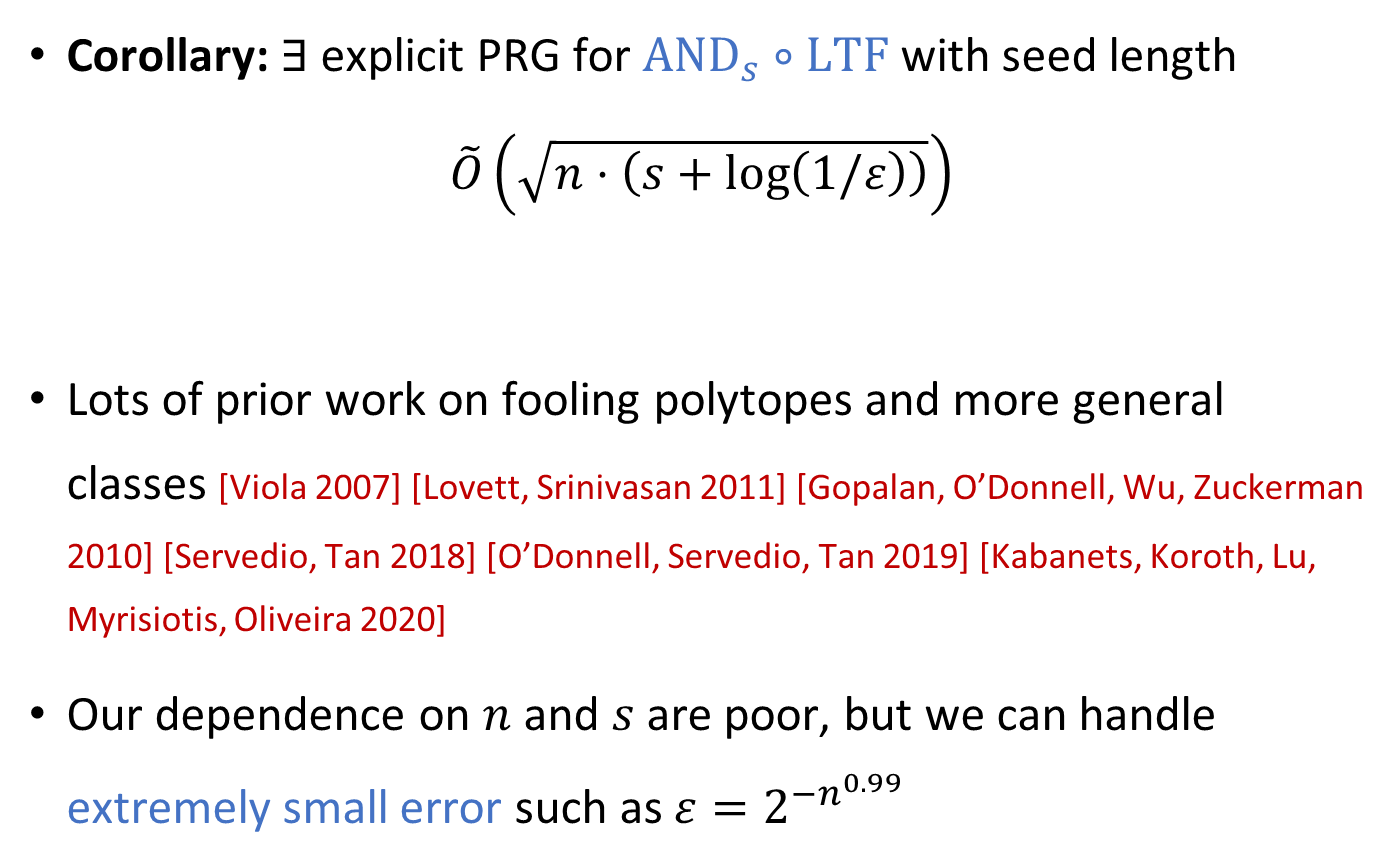 • Corollary: ∃ explicit PRG for ANDₛ ∘ LTF with seed length
Õ(√(n · (s + log(1/ε))))
• Lots of prior work on fooling polytopes and more general
classes [Viola 2007] [Lovett, Srinivasan 2011] [Gopalan, O’Donnell, Wu, Zuckerman
2010] [Servedio, Tan 2018] [O’Donnell, Servedio, Tan 2019] [Kabanets, Koroth, Lu,
Myrisiotis, Oliveira 2020]
• Our dependence on n and s are poor, but we can handle
extremely small error such as ε = 2^{−n^{0.99}}